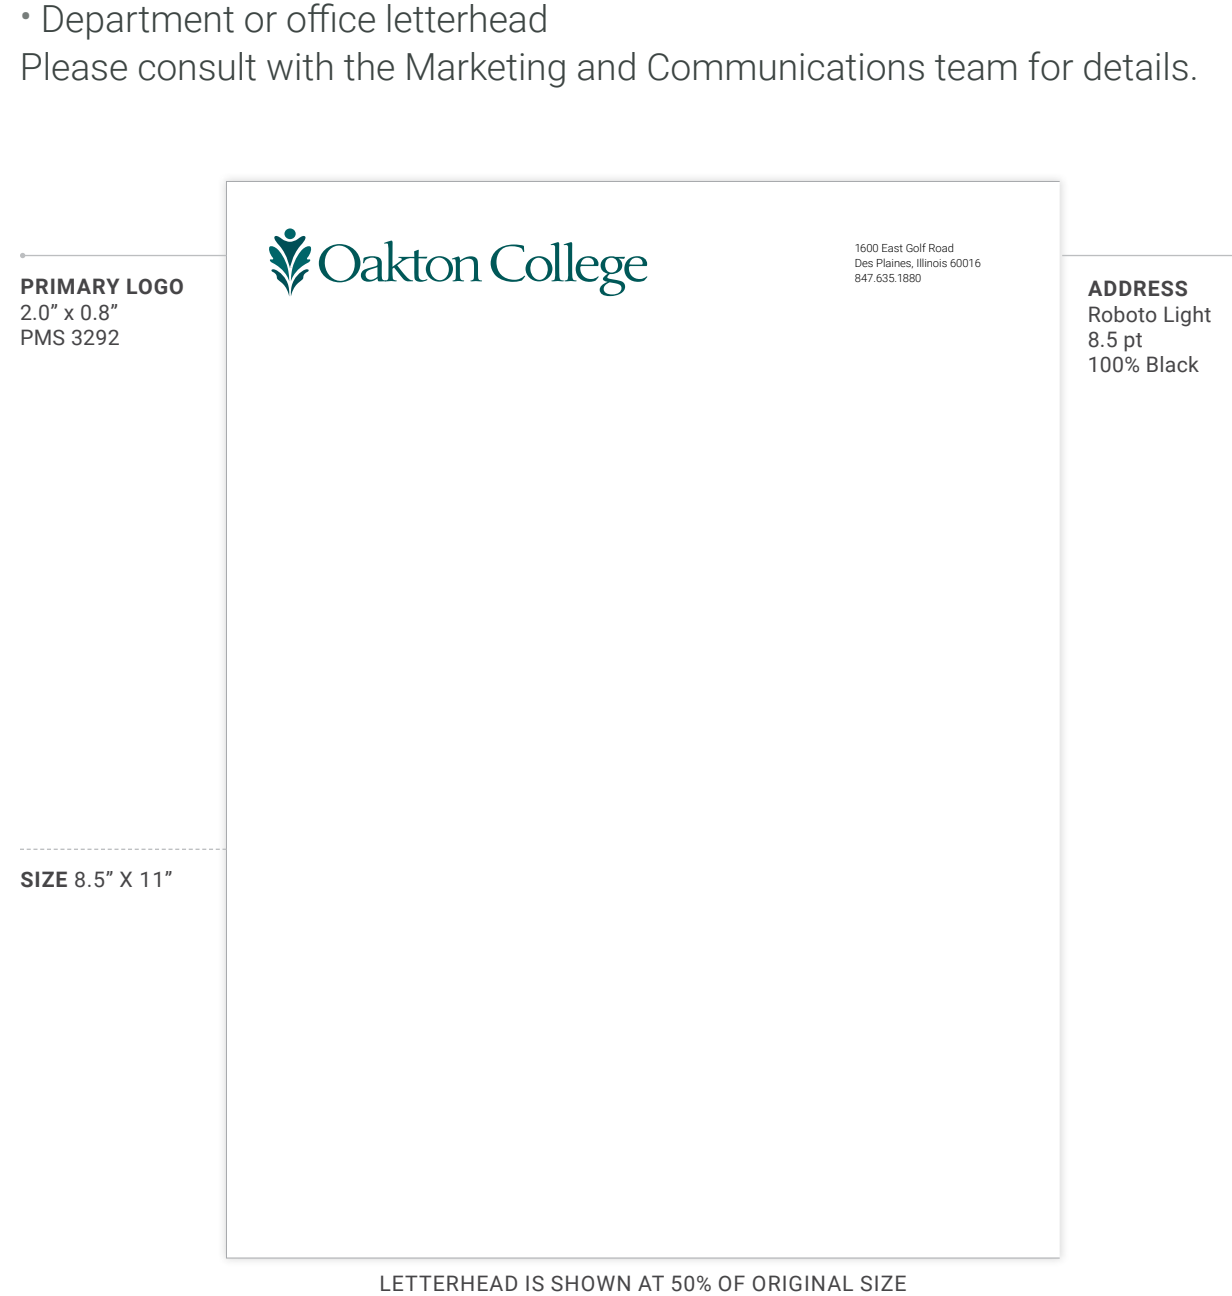 • Department or office letterhead
Please consult with the Marketing and Communications team for details.
Oakton College
1600 East Golf Road
Des Plaines, Illinois 60016
847.635.1880
PRIMARY LOGO
2.0” x 0.8”
PMS 3292
ADDRESS
Roboto Light
8.5 pt
100% Black
SIZE 8.5” X 11”
LETTERHEAD IS SHOWN AT 50% OF ORIGINAL SIZE